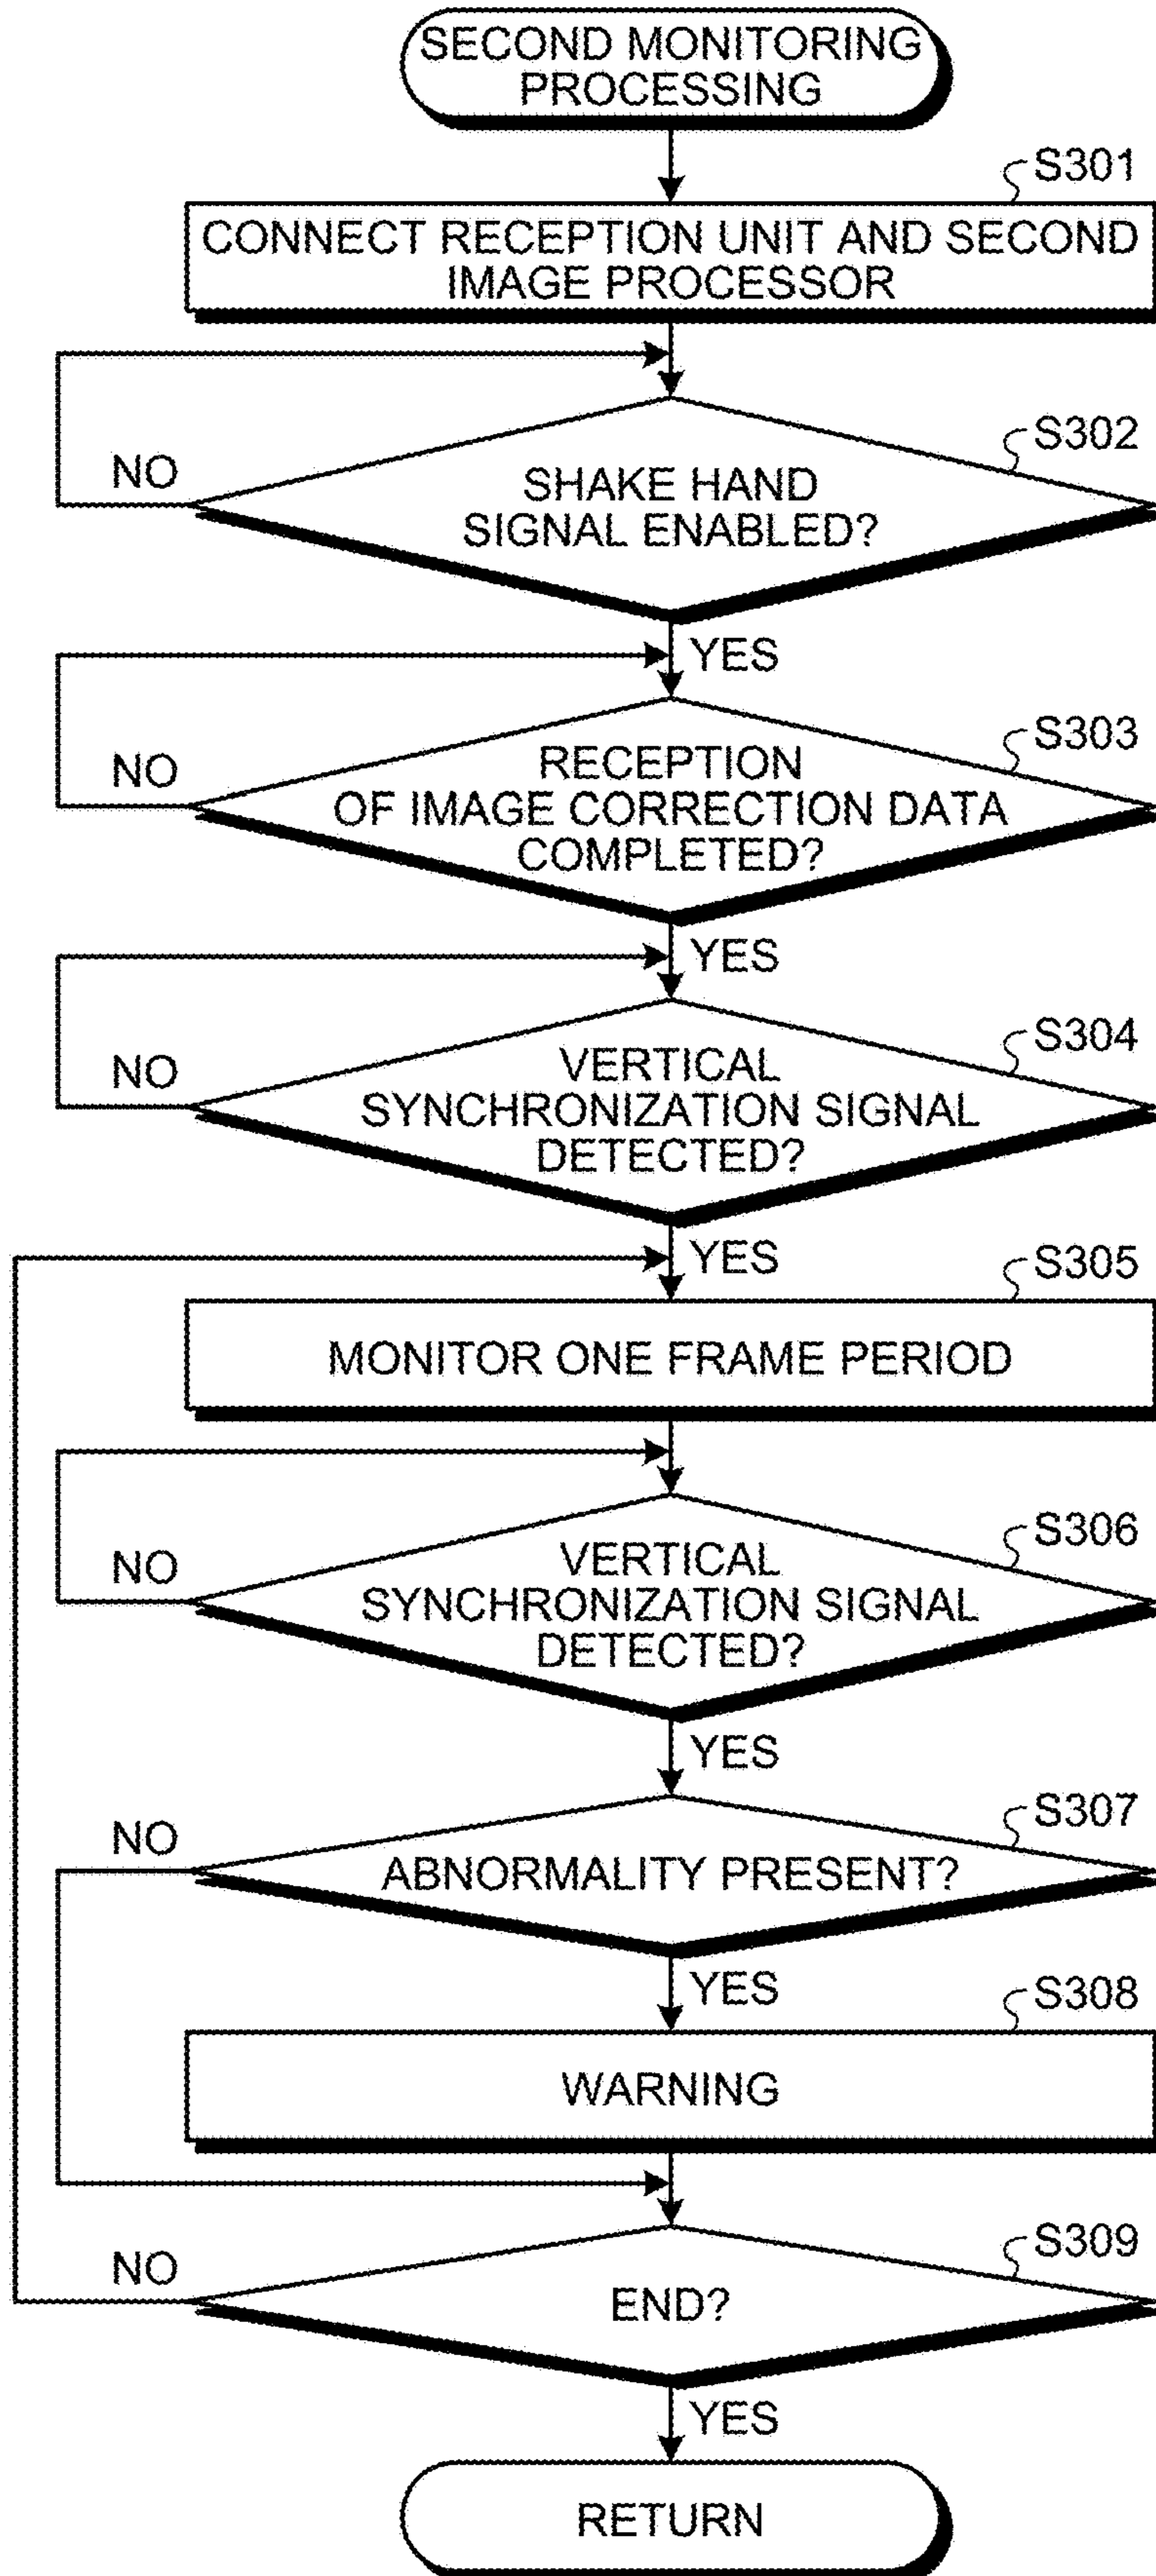 SECOND MONITORING
PROCESSING
S301
CONNECT RECEPTION UNIT AND SECOND
IMAGE PROCESSOR
S302
NO
SHAKE HAND
SIGNAL ENABLED?
YES
S303
NO
RECEPTION
OF IMAGE CORRECTION DATA
COMPLETED?
YES
S304
NO
VERTICAL
SYNCHRONIZATION SIGNAL
DETECTED?
YES
S305
MONITOR ONE FRAME PERIOD
S306
NO
VERTICAL
SYNCHRONIZATION SIGNAL
DETECTED?
YES
S307
NO
ABNORMALITY PRESENT?
YES
S308
WARNING
S309
NO
END?
YES
RETURN